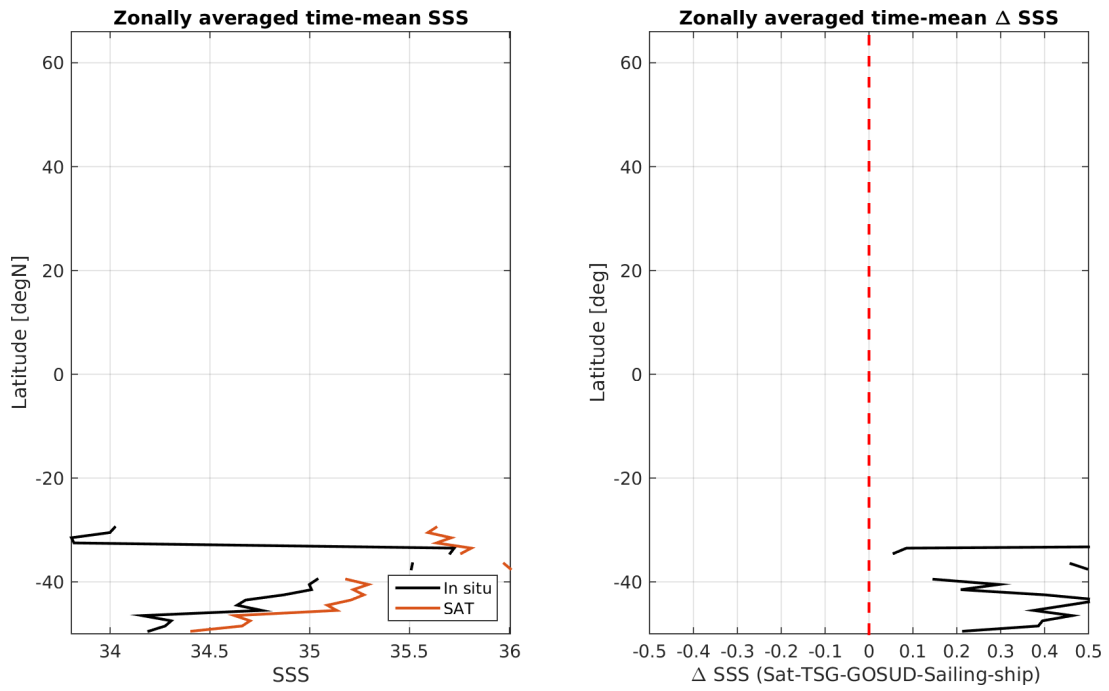 Zonally averaged time-mean SSS
60
40
20
0
-20
-40
Latitude [degN]
34
34.5
35
35.5
36
SSS
In situ
SAT
Zonally averaged time-mean Δ SSS
60
40
20
0
-20
-40
Latitude [deg]
-0.5 -0.4 -0.3 -0.2 -0.1 0 0.1 0.2 0.3 0.4 0.5
Δ SSS (Sat-TSG-GOSUD-Sailing-ship)